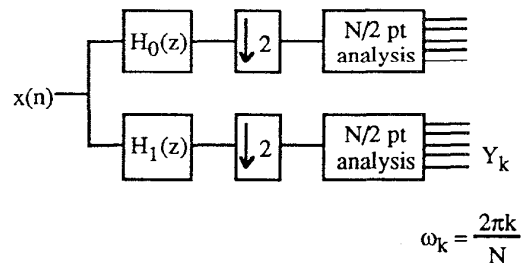 H₀(z)
↓ 2
N/2 pt
analysis
x(n)
H₁(z)
↓ 2
N/2 pt
analysis
Yₖ
ωₖ = 2πk / N